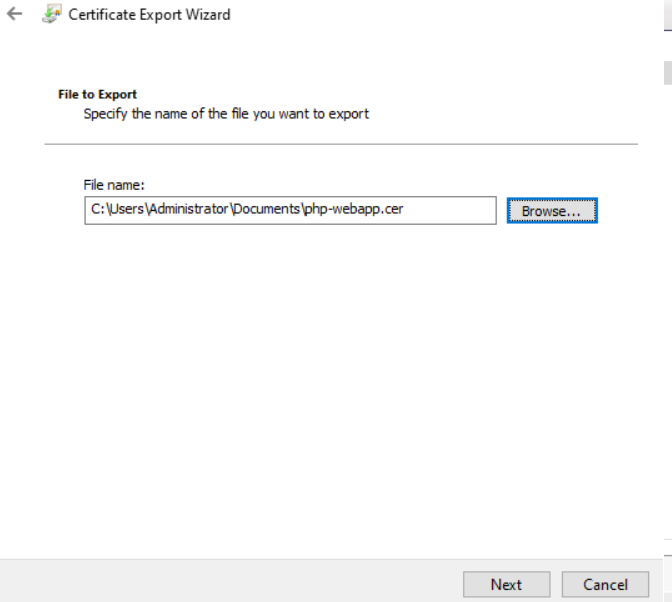 Certificate Export Wizard
File to Export
Specify the name of the file you want to export
File name:
C:\Users\Administrator\Documents\php-webapp.cer
Browse...
Next
Cancel